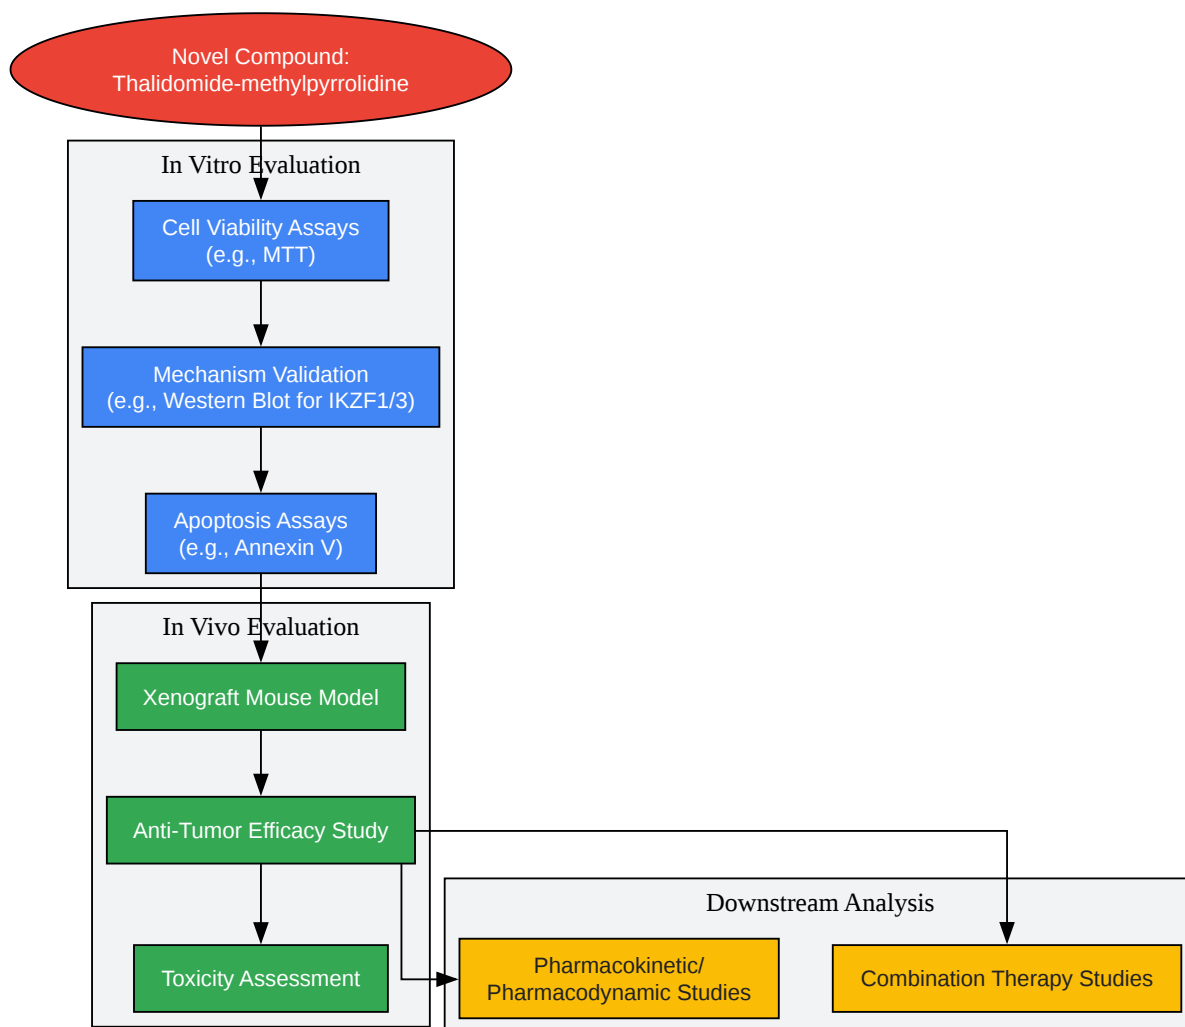 Novel Compound:
Thalidomide-methylpyrrolidine
In Vitro Evaluation
Cell Viability Assays
(e.g., MTT)
Mechanism Validation
(e.g., Western Blot for IKZF1/3)
Apoptosis Assays
(e.g., Annexin V)
In Vivo Evaluation
Xenograft Mouse Model
Anti-Tumor Efficacy Study
Toxicity Assessment
Downstream Analysis
Pharmacokinetic/
Pharmacodynamic Studies
Combination Therapy Studies